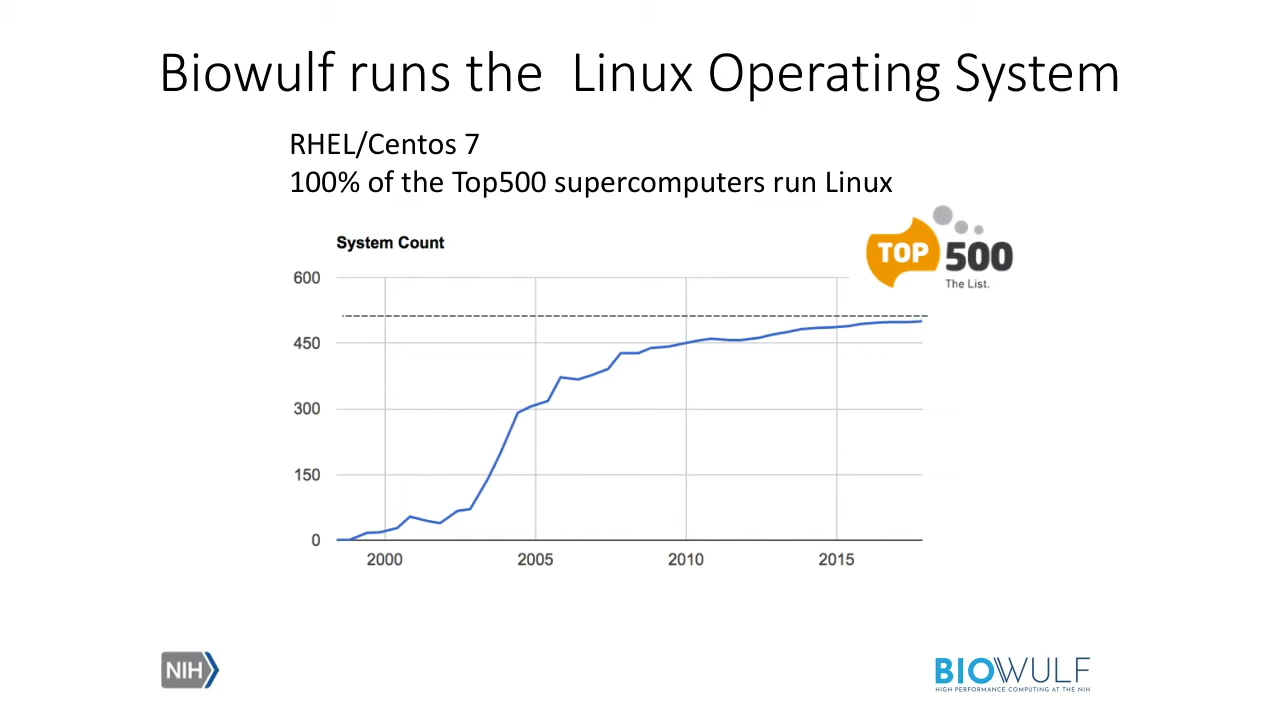 Biowulf runs the  Linux Operating System
RHEL/Centos 7
100% of the Top500 supercomputers run Linux
TOP 500
The List.
System Count
600
450
300
150
0
2000 2005 2010 2015
NIH
BIOWULF
HIGH PERFORMANCE COMPUTING AT THE NIH